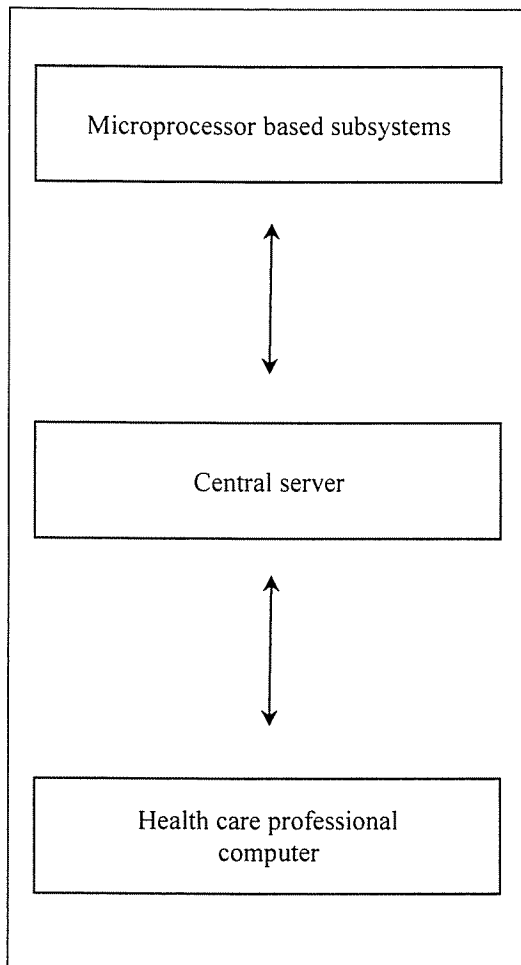 Microprocessor based subsystems
Central server
Health care professional
computer